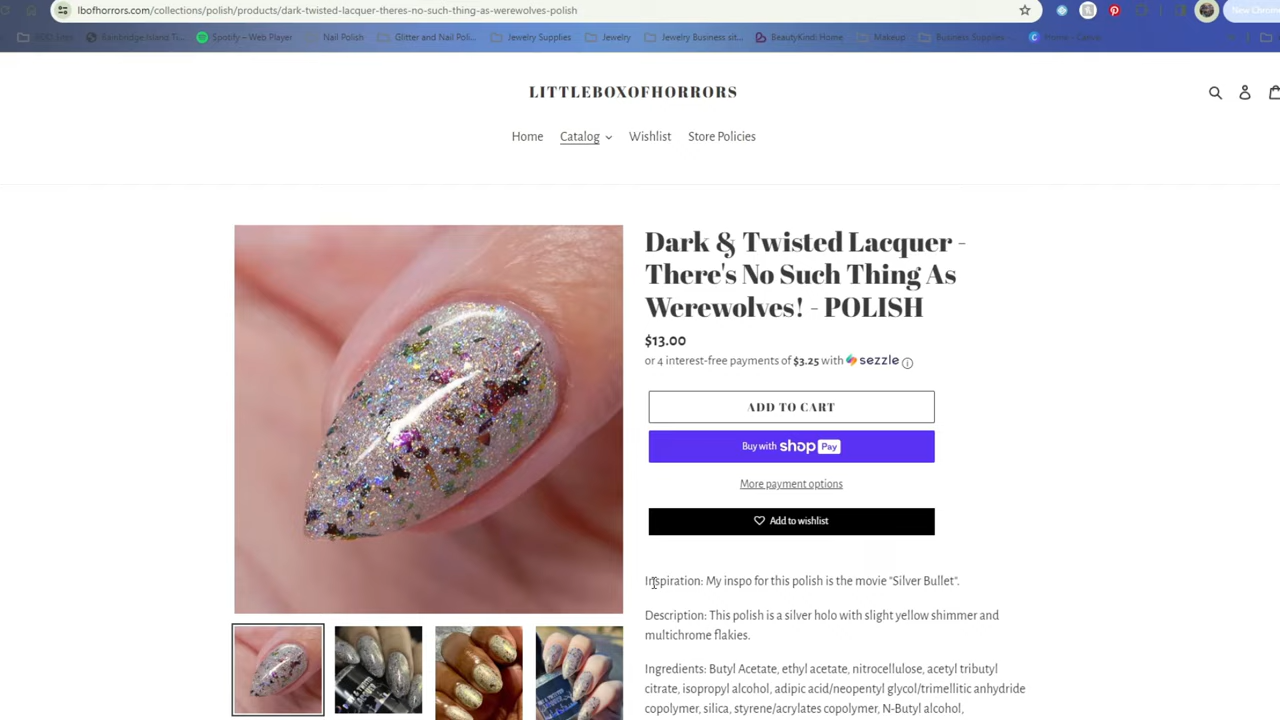 lbofhorrors.com/collections/polish/products/dark-twisted-lacquer-theres-no-such-thing-as-werewolves-polish
New Chrome
Bainbridge Island Ti... Spotify – Web Player Nail Polish Glitter and Nail Poli... Jewelry Supplies Jewelry Jewelry Business sit... BeautyKind: Home Makeup Business Supplies
LITTLEBOXOFHORRORS
Home Catalog Wishlist Store Policies
Dark & Twisted Lacquer -
There's No Such Thing As
Werewolves! - POLISH
$13.00
or 4 interest-free payments of $3.25 with sezzle
ADD TO CART
Buy with shop Pay
More payment options
Add to wishlist
Inspiration: My inspo for this polish is the movie "Silver Bullet".
Description: This polish is a silver holo with slight yellow shimmer and
multichrome flakies.
Ingredients: Butyl Acetate, ethyl acetate, nitrocellulose, acetyl tributyl
citrate, isopropyl alcohol, adipic acid/neopentyl glycol/trimellitic anhydride
copolymer, silica, styrene/acrylates copolymer, N-Butyl alcohol,